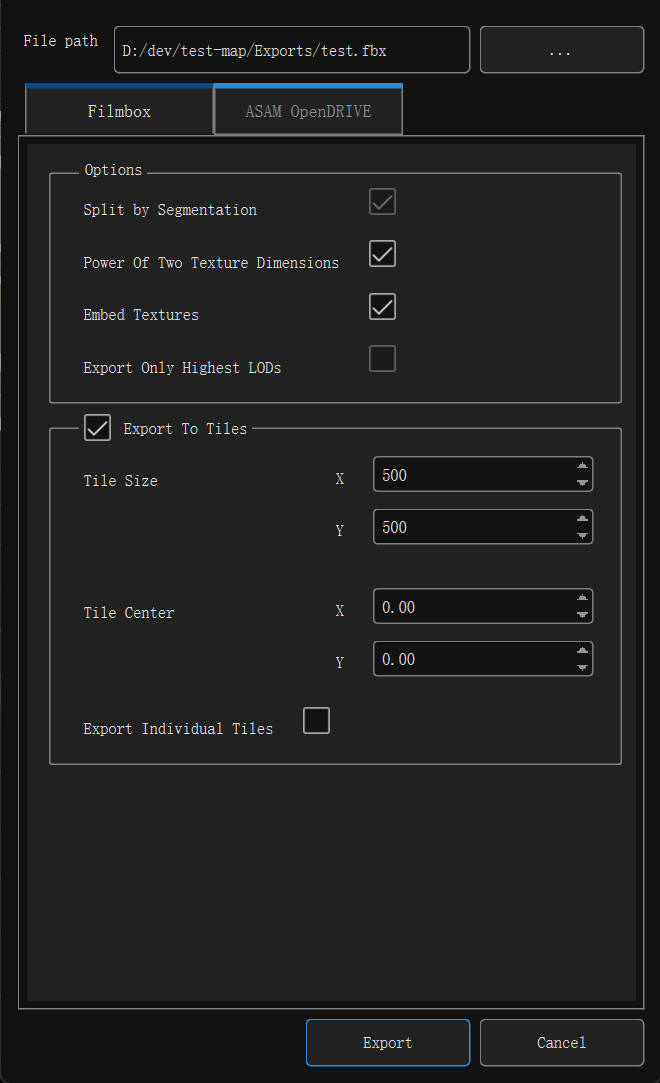 File path D:/dev/test-map/Exports/test.fbx ...
Filmbox ASAM OpenDRIVE
Options
Split by Segmentation
Power Of Two Texture Dimensions
Embed Textures
Export Only Highest LODs
Export To Tiles
Tile Size X 500
Y 500
Tile Center X 0.00
Y 0.00
Export Individual Tiles
Export Cancel